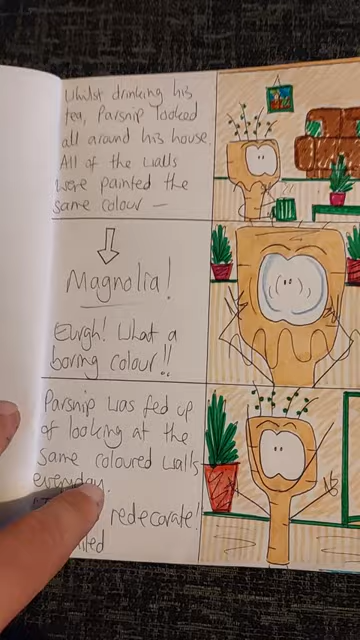 Whilst drinking his
tea, Parsnip looked
all around his house.
All of the walls
were painted the
same colour —
Magnolia!
Eurgh! What a
boring colour!!
Parsnip was fed up
of looking at the
same coloured walls
everyday.
redecorate!